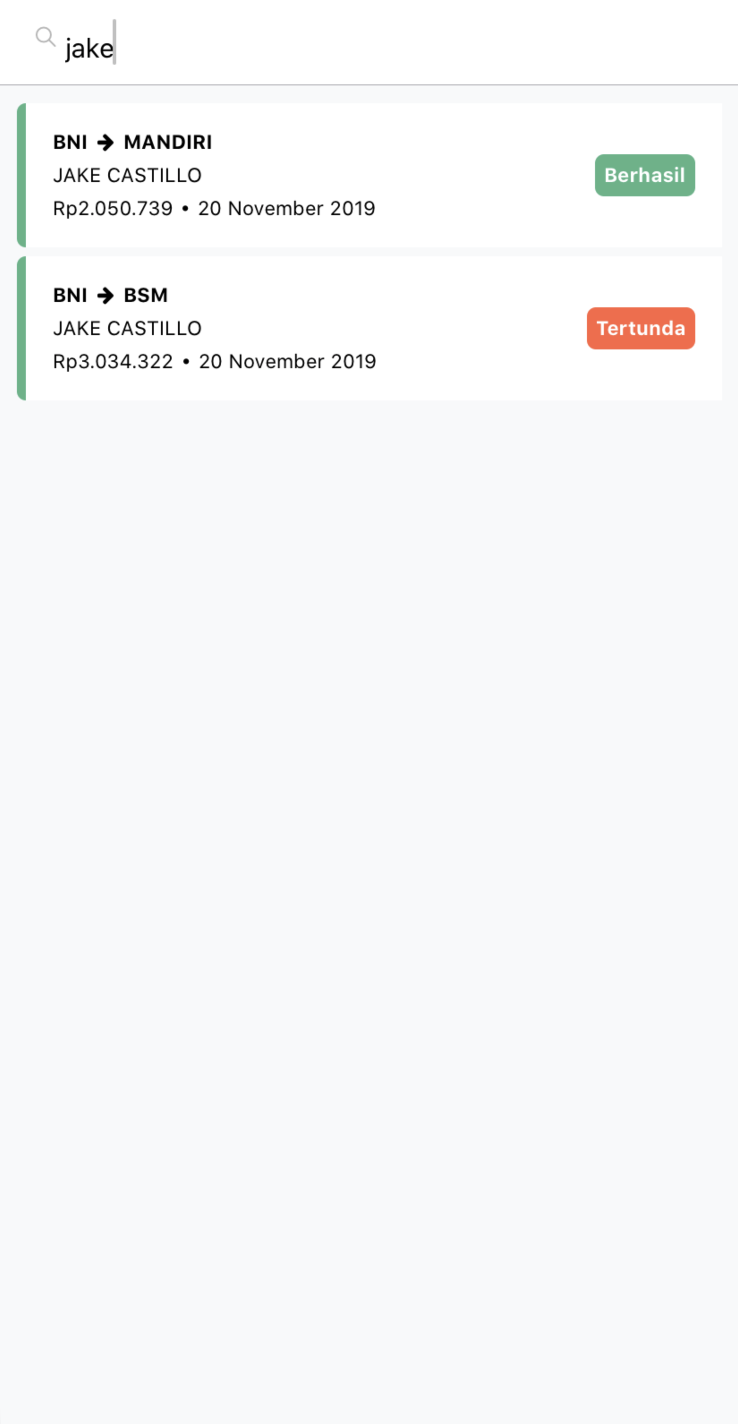 jake
BNI → MANDIRI
JAKE CASTILLO
Berhasil
Rp2.050.739 • 20 November 2019
BNI → BSM
JAKE CASTILLO
Tertunda
Rp3.034.322 • 20 November 2019